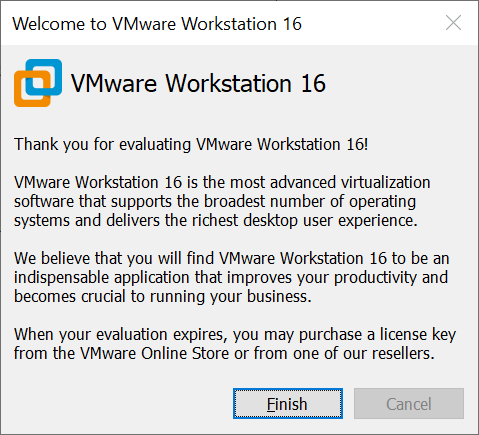 Welcome to VMware Workstation 16
VMware Workstation 16
Thank you for evaluating VMware Workstation 16!
VMware Workstation 16 is the most advanced virtualization
software that supports the broadest number of operating
systems and delivers the richest desktop user experience.
We believe that you will find VMware Workstation 16 to be an
indispensable application that improves your productivity and
becomes crucial to running your business.
When your evaluation expires, you may purchase a license key
from the VMware Online Store or from one of our resellers.
Finish
Cancel